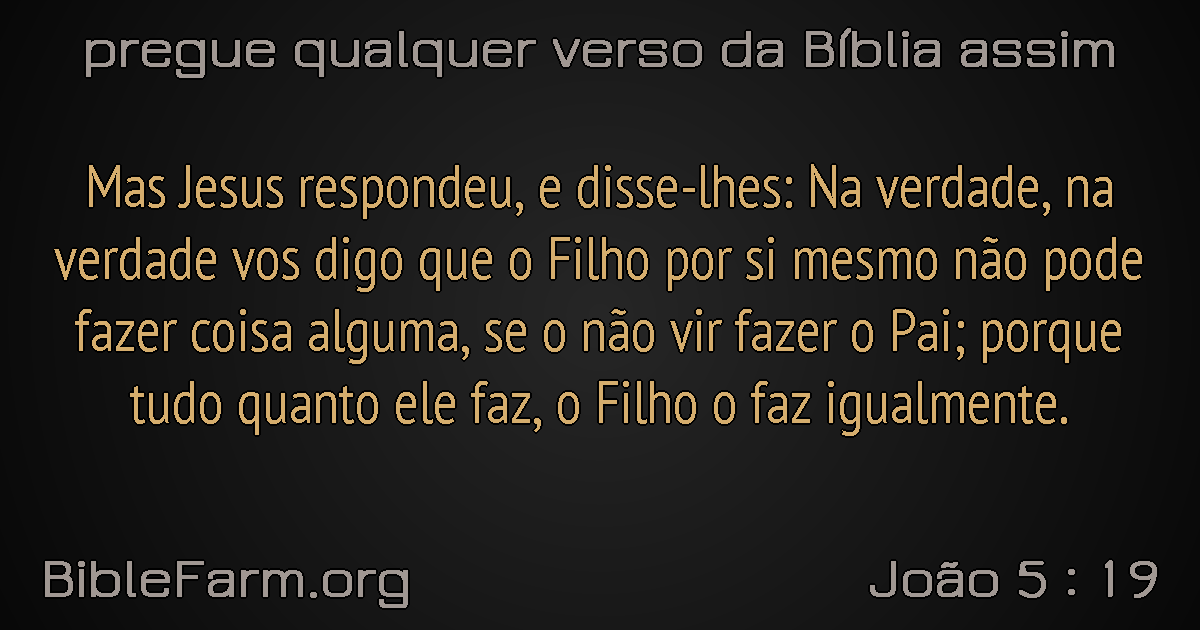 pregue qualquer verso da Bíblia assim
Mas Jesus respondeu, e disse-lhes: Na verdade, na
verdade vos digo que o Filho por si mesmo não pode
fazer coisa alguma, se o não vir fazer o Pai; porque
tudo quanto ele faz, o Filho o faz igualmente.
BibleFarm.org
João 5 : 19